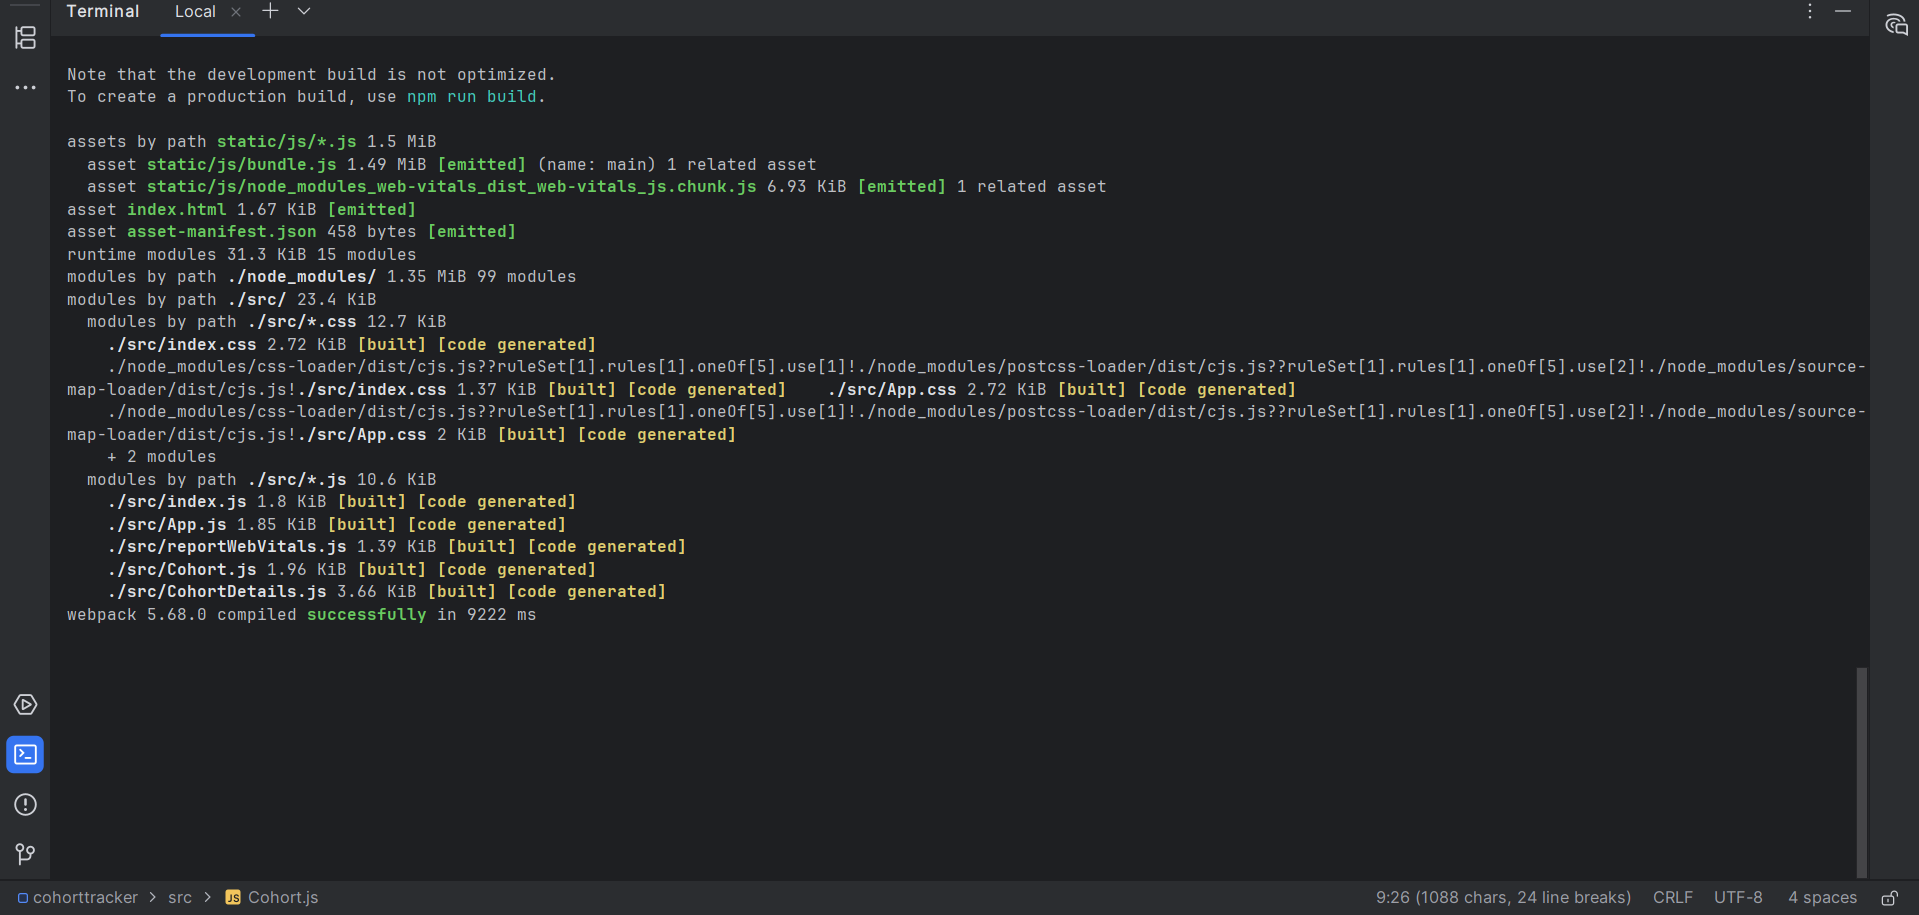 Terminal Local
Note that the development build is not optimized.
To create a production build, use npm run build.
assets by path static/js/*.js 1.5 MiB
asset static/js/bundle.js 1.49 MiB [emitted] (name: main) 1 related asset
asset static/js/node_modules_web-vitals_dist_web-vitals_js.chunk.js 6.93 KiB [emitted] 1 related asset
asset index.html 1.67 KiB [emitted]
asset asset-manifest.json 458 bytes [emitted]
runtime modules 31.3 KiB 15 modules
modules by path ./node_modules/ 1.35 MiB 99 modules
modules by path ./src/ 23.4 KiB
modules by path ./src/*.css 12.7 KiB
./src/index.css 2.72 KiB [built] [code generated]
./node_modules/css-loader/dist/cjs.js??ruleSet[1].rules[1].oneOf[5].use[1]!./node_modules/postcss-loader/dist/cjs.js??ruleSet[1].rules[1].oneOf[5].use[2]!./node_modules/source-
map-loader/dist/cjs.js!./src/index.css 1.37 KiB [built] [code generated] ./src/App.css 2.72 KiB [built] [code generated]
./node_modules/css-loader/dist/cjs.js??ruleSet[1].rules[1].oneOf[5].use[1]!./node_modules/postcss-loader/dist/cjs.js??ruleSet[1].rules[1].oneOf[5].use[2]!./node_modules/source-
map-loader/dist/cjs.js!./src/App.css 2 KiB [built] [code generated]
+ 2 modules
modules by path ./src/*.js 10.6 KiB
./src/index.js 1.8 KiB [built] [code generated]
./src/App.js 1.85 KiB [built] [code generated]
./src/reportWebVitals.js 1.39 KiB [built] [code generated]
./src/Cohort.js 1.96 KiB [built] [code generated]
./src/CohortDetails.js 3.66 KiB [built] [code generated]
webpack 5.68.0 compiled successfully in 9222 ms
cohorttracker > src > JS Cohort.js 9:26 (1088 chars, 24 line breaks) CRLF UTF-8 4 spaces